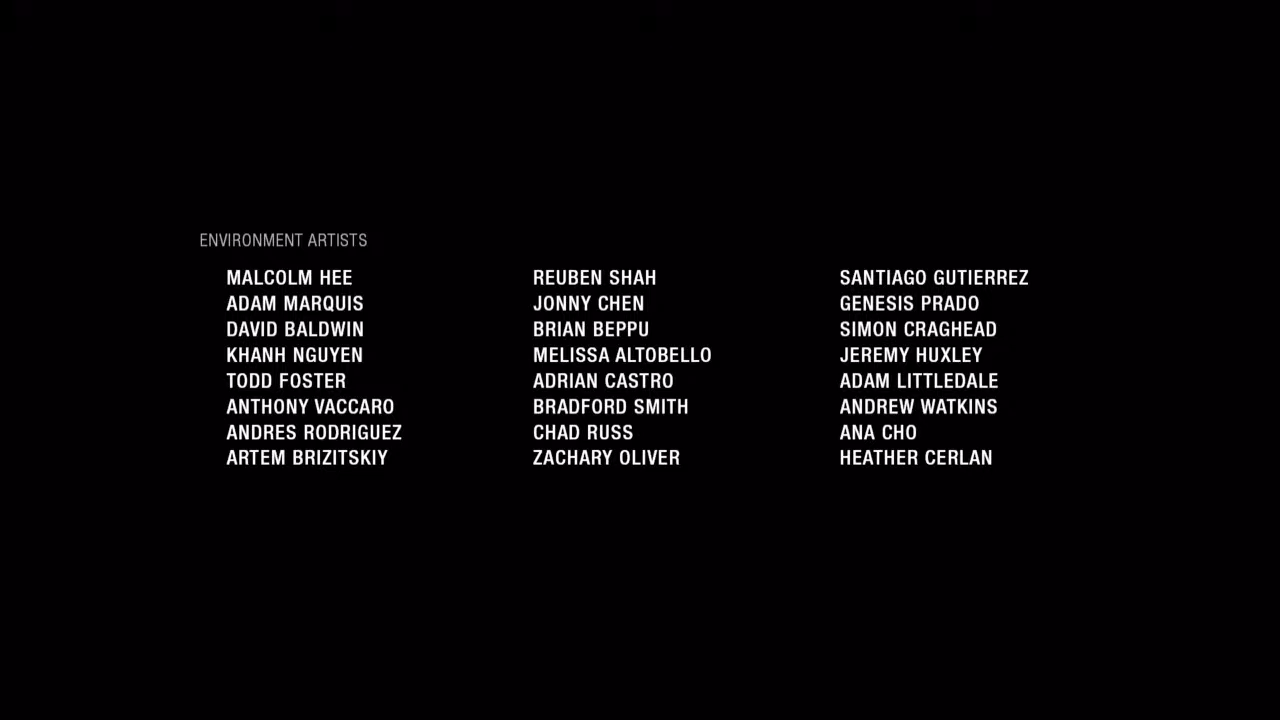 ENVIRONMENT ARTISTS
MALCOLM HEE
ADAM MARQUIS
DAVID BALDWIN
KHANH NGUYEN
TODD FOSTER
ANTHONY VACCARO
ANDRES RODRIGUEZ
ARTEM BRIZITSKIY
REUBEN SHAH
JONNY CHEN
BRIAN BEPPU
MELISSA ALTOBELLO
ADRIAN CASTRO
BRADFORD SMITH
CHAD RUSS
ZACHARY OLIVER
SANTIAGO GUTIERREZ
GENESIS PRADO
SIMON CRAGHEAD
JEREMY HUXLEY
ADAM LITTLEDALE
ANDREW WATKINS
ANA CHO
HEATHER CERLAN